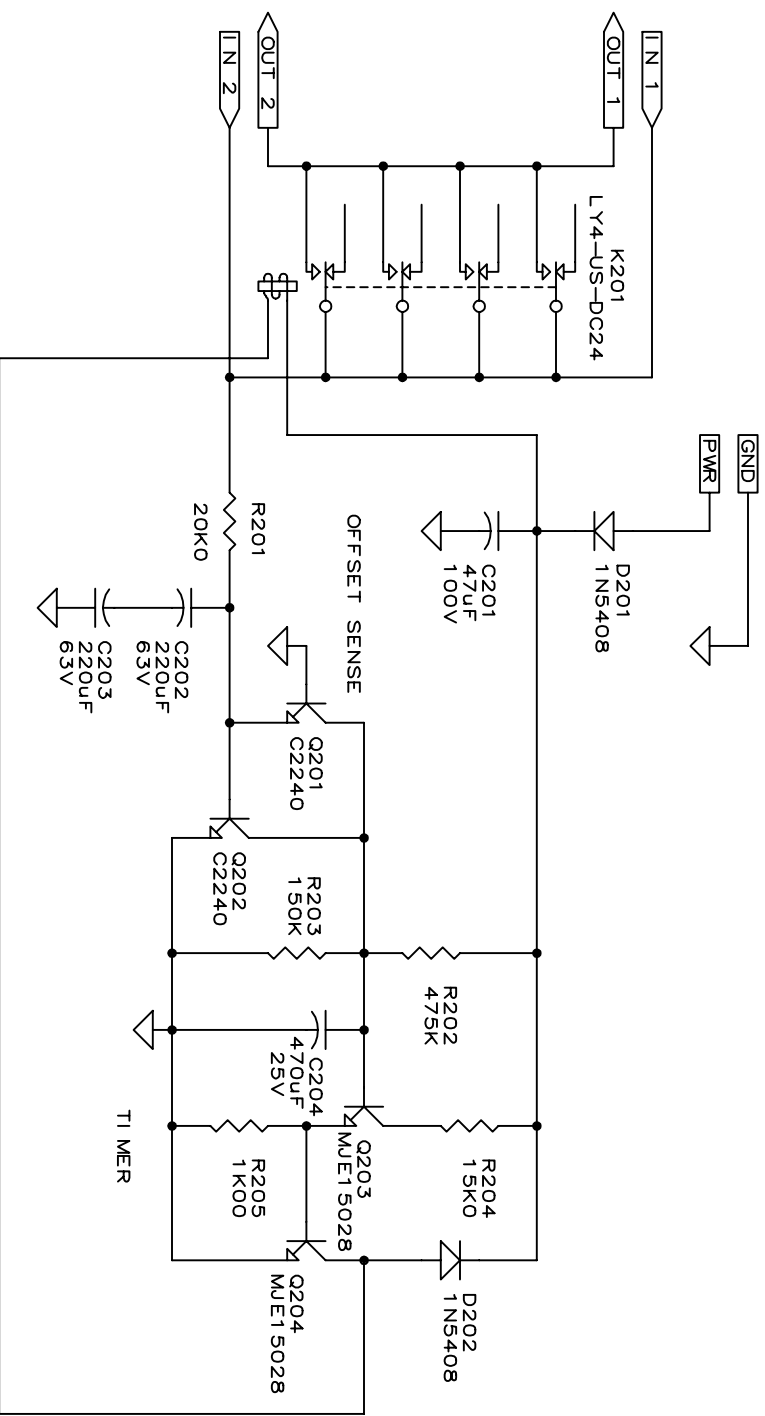 IN 1
OUT 1
OUT 2
IN 2
K201
LY4-US-DC24
GND
PWR
D201
1N5408
C201
47uF
100V
OFFSET SENSE
R201
20K0
C202
220uF
63V
C203
220uF
63V
Q201
C2240
Q202
C2240
R203
150K
R202
475K
C204
470uF
25V
TIMER
R204
15K0
Q203
MJE15028
R205
1K00
D202
1N5408
Q204
MJE15028